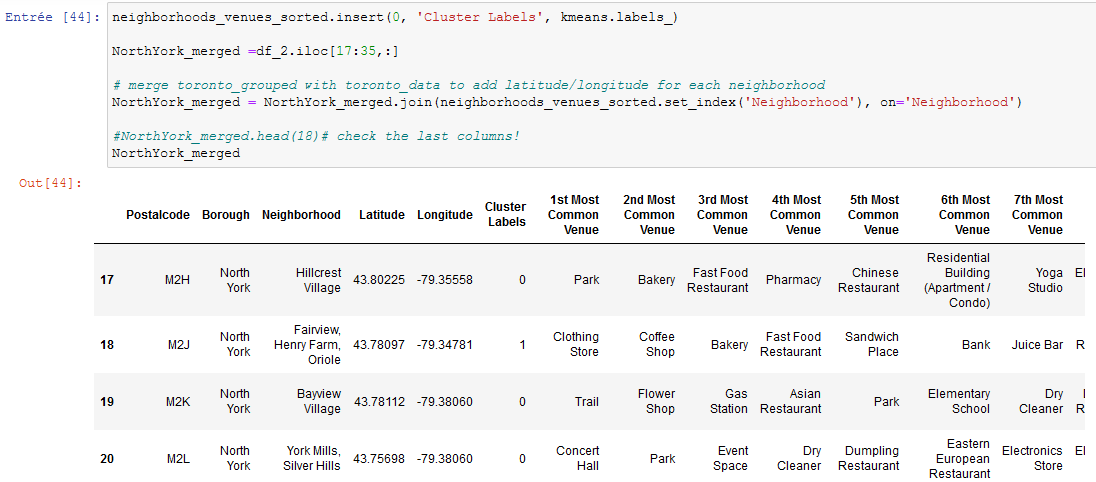 Entrée [44]: neighborhoods_venues_sorted.insert(0, 'Cluster Labels', kmeans.labels_)
NorthYork_merged =df_2.iloc[17:35,:]
# merge toronto_grouped with toronto_data to add latitude/longitude for each neighborhood
NorthYork_merged = NorthYork_merged.join(neighborhoods_venues_sorted.set_index('Neighborhood'), on='Neighborhood')
#NorthYork_merged.head(18)# check the last columns!
NorthYork_merged
Out[44]:
Postalcode Borough Neighborhood Latitude Longitude Cluster Labels 1st Most Common Venue 2nd Most Common Venue 3rd Most Common Venue 4th Most Common Venue 5th Most Common Venue 6th Most Common Venue 7th Most Common Venue
17 M2H North York Hillcrest Village 43.80225 -79.35558 0 Park Bakery Fast Food Restaurant Pharmacy Chinese Restaurant Residential Building (Apartment / Condo) Yoga Studio El
18 M2J North York Fairview, Henry Farm, Oriole 43.78097 -79.34781 1 Clothing Store Coffee Shop Bakery Fast Food Restaurant Sandwich Place Bank Juice Bar R
19 M2K North York Bayview Village 43.78112 -79.38060 0 Trail Flower Shop Gas Station Asian Restaurant Park Elementary School Dry Cleaner R
20 M2L North York York Mills, Silver Hills 43.75698 -79.38060 0 Concert Hall Park Event Space Dry Cleaner Dumpling Restaurant Eastern European Restaurant Electronics Store El